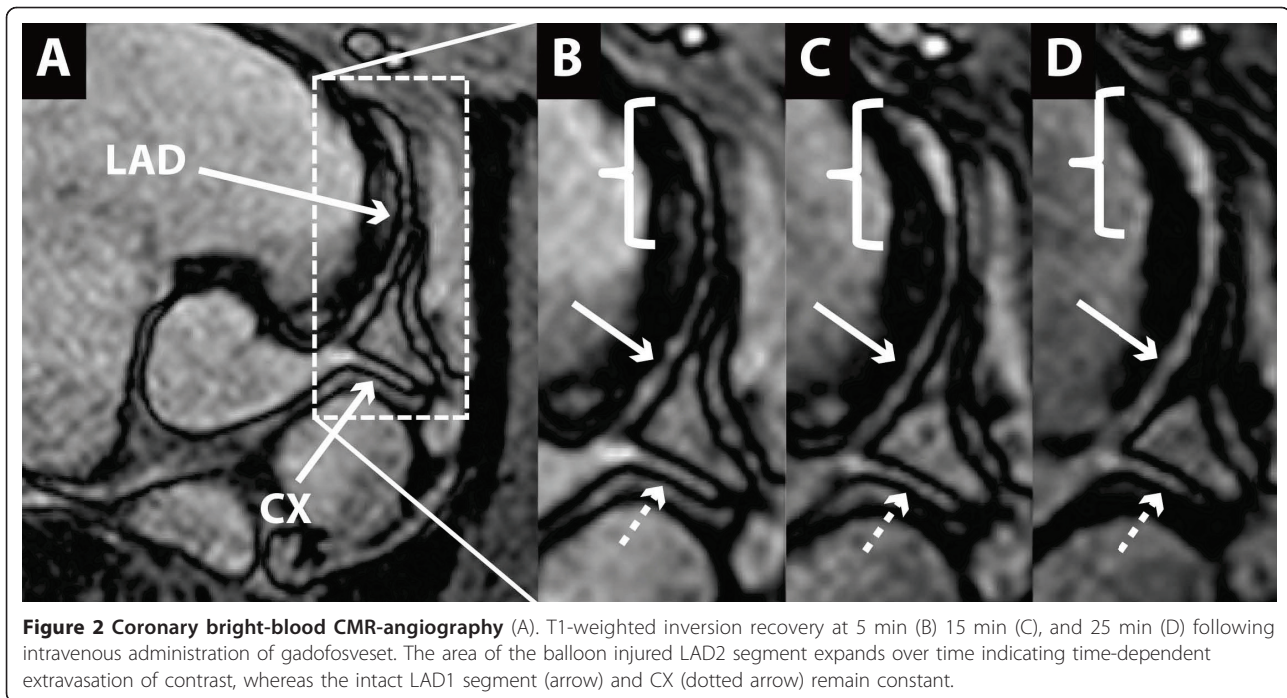 A
B
C
D
LAD
CX
Figure 2 Coronary bright-blood CMR-angiography (A). T1-weighted inversion recovery at 5 min (B) 15 min (C), and 25 min (D) following
intravenous administration of gadofosveset. The area of the balloon injured LAD2 segment expands over time indicating time-dependent
extravasation of contrast, whereas the intact LAD1 segment (arrow) and CX (dotted arrow) remain constant.